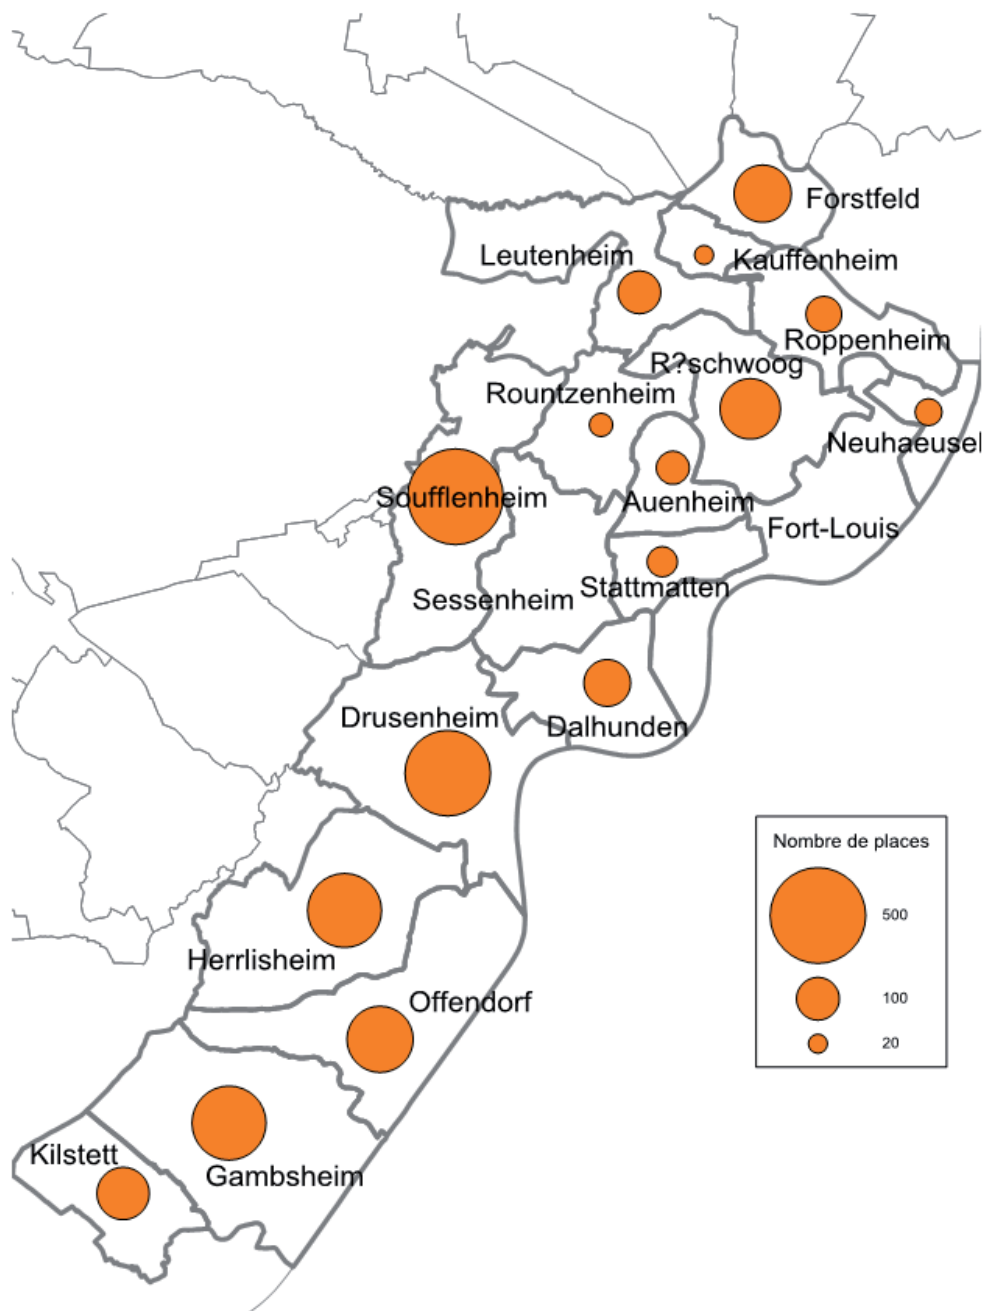 Forstfeld
Leutenheim
Kauffenheim
Roppenheim
R?schwoog
Rountzenheim
Neuhaeusel
Soufflenheim
Auenheim
Fort-Louis
Stattmatten
Sessenheim
Drusenheim
Dalhunden
Nombre de places
500
100
20
Herrlisheim
Offendorf
Kilstett
Gambsheim